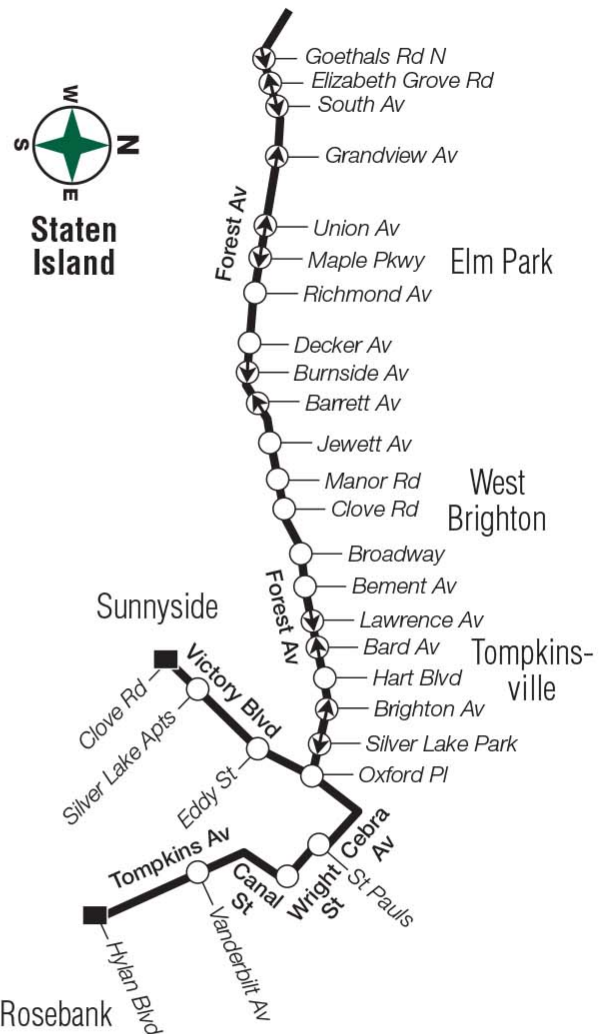 Goethals Rd N
Elizabeth Grove Rd
South Av
W
N
S
E
Grandview Av
Staten
Island
Forest Av
Union Av
Maple Pkwy
Elm Park
Richmond Av
Decker Av
Burnside Av
Barrett Av
Jewett Av
Manor Rd
Clove Rd
West
Brighton
Broadway
Bement Av
Forest Av
Sunnyside
Lawrence Av
Bard Av
Tompkins-
ville
Hart Blvd
Victory Blvd
Clove Rd
Brighton Av
Silver Lake Apts
Silver Lake Park
Eddy St
Oxford Pl
Cebra
Av
Tompkins Av
Canal
St
Wright
St
St Pauls
Vanderbilt Av
Hylan Blvd
Rosebank